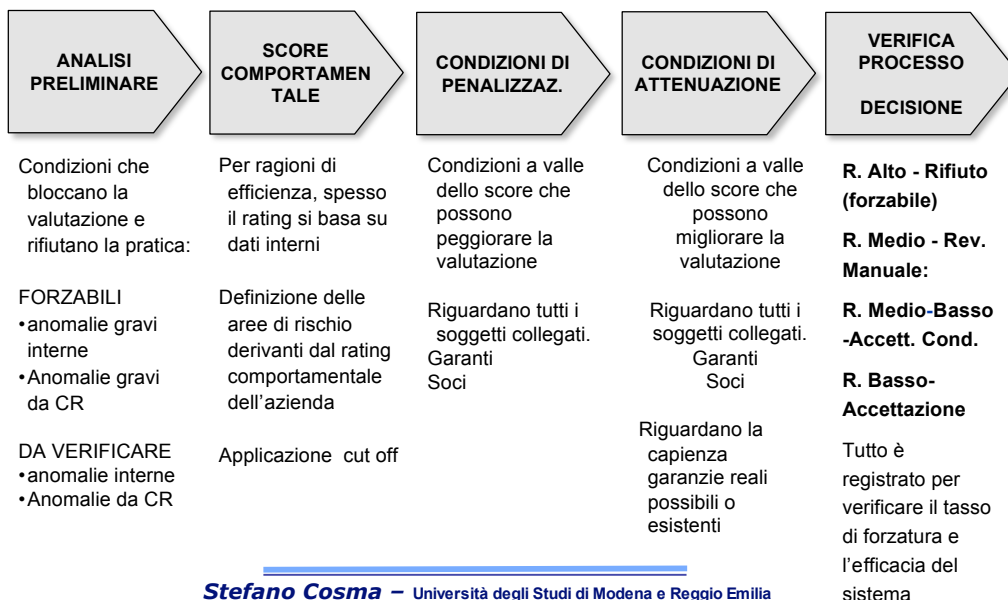 ANALISI
PRELIMINARE
SCORE
COMPORTAMEN
TALE
CONDIZIONI DI
PENALIZZAZ.
CONDIZIONI DI
ATTENUAZIONE
VERIFICA
PROCESSO
DECISIONE
Condizioni che
bloccano la
valutazione e
rifiutano la pratica:
FORZABILI
•anomalie gravi
interne
•Anomalie gravi
da CR
DA VERIFICARE
•anomalie interne
•Anomalie da CR
Per ragioni di
efficienza, spesso
il rating si basa su
dati interni
Definizione delle
aree di rischio
derivanti dal rating
comportamentale
dell’azienda
Applicazione cut off
Condizioni a valle
dello score che
possono
peggiorare la
valutazione
Riguardano tutti i
soggetti collegati.
Garanti
Soci
Condizioni a valle
dello score che
possono
migliorare la
valutazione
Riguardano tutti i
soggetti collegati.
Garanti
Soci
Riguardano la
capienza
garanzie reali
possibili o
esistenti
R. Alto - Rifiuto
(forzabile)
R. Medio - Rev.
Manuale:
R. Medio-Basso
-Accett. Cond.
R. Basso-
Accettazione
Tutto è
registrato per
verificare il tasso
di forzatura e
l’efficacia del
sistema
Stefano Cosma – Università degli Studi di Modena e Reggio Emilia